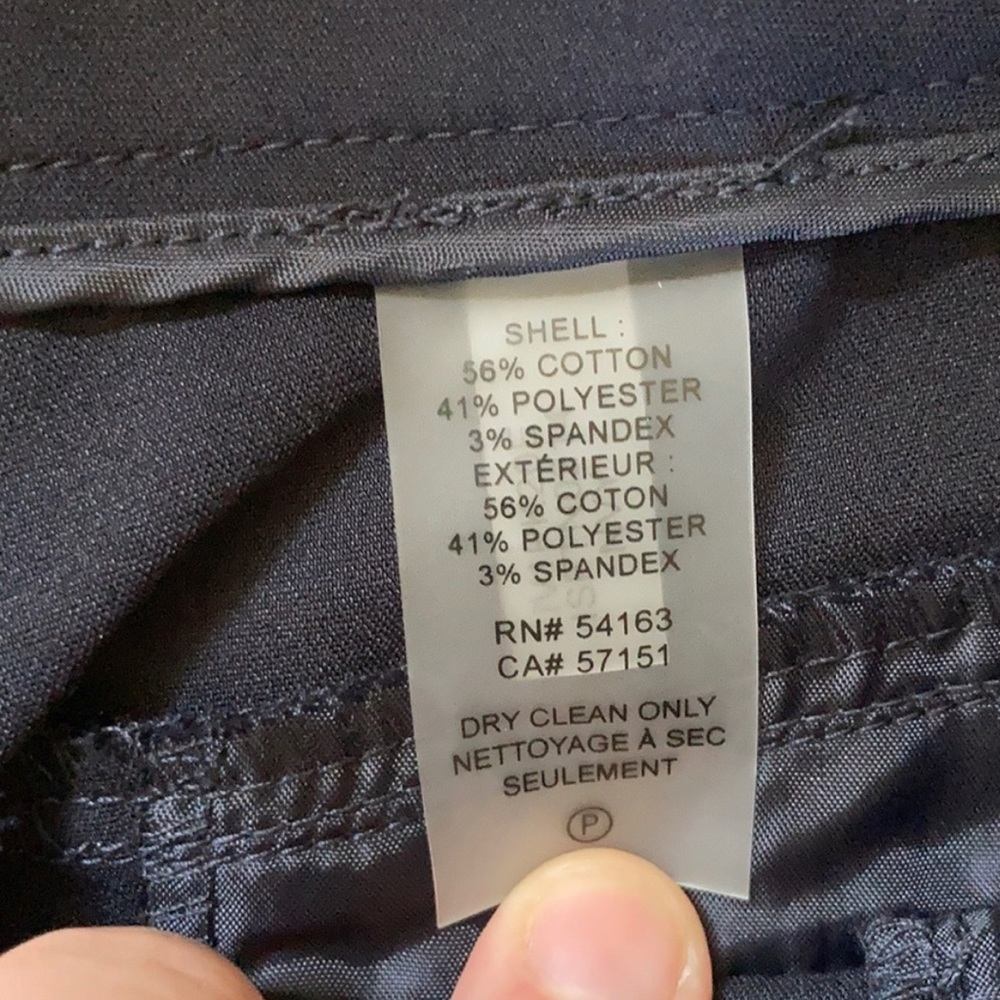 SHELL :
56% COTTON
41% POLYESTER
3% SPANDEX
EXTÉRIEUR :
56% COTON
41% POLYESTER
3% SPANDEX
RN# 54163
CA# 57151
DRY CLEAN ONLY
NETTOYAGE À SEC
SEULEMENT
P